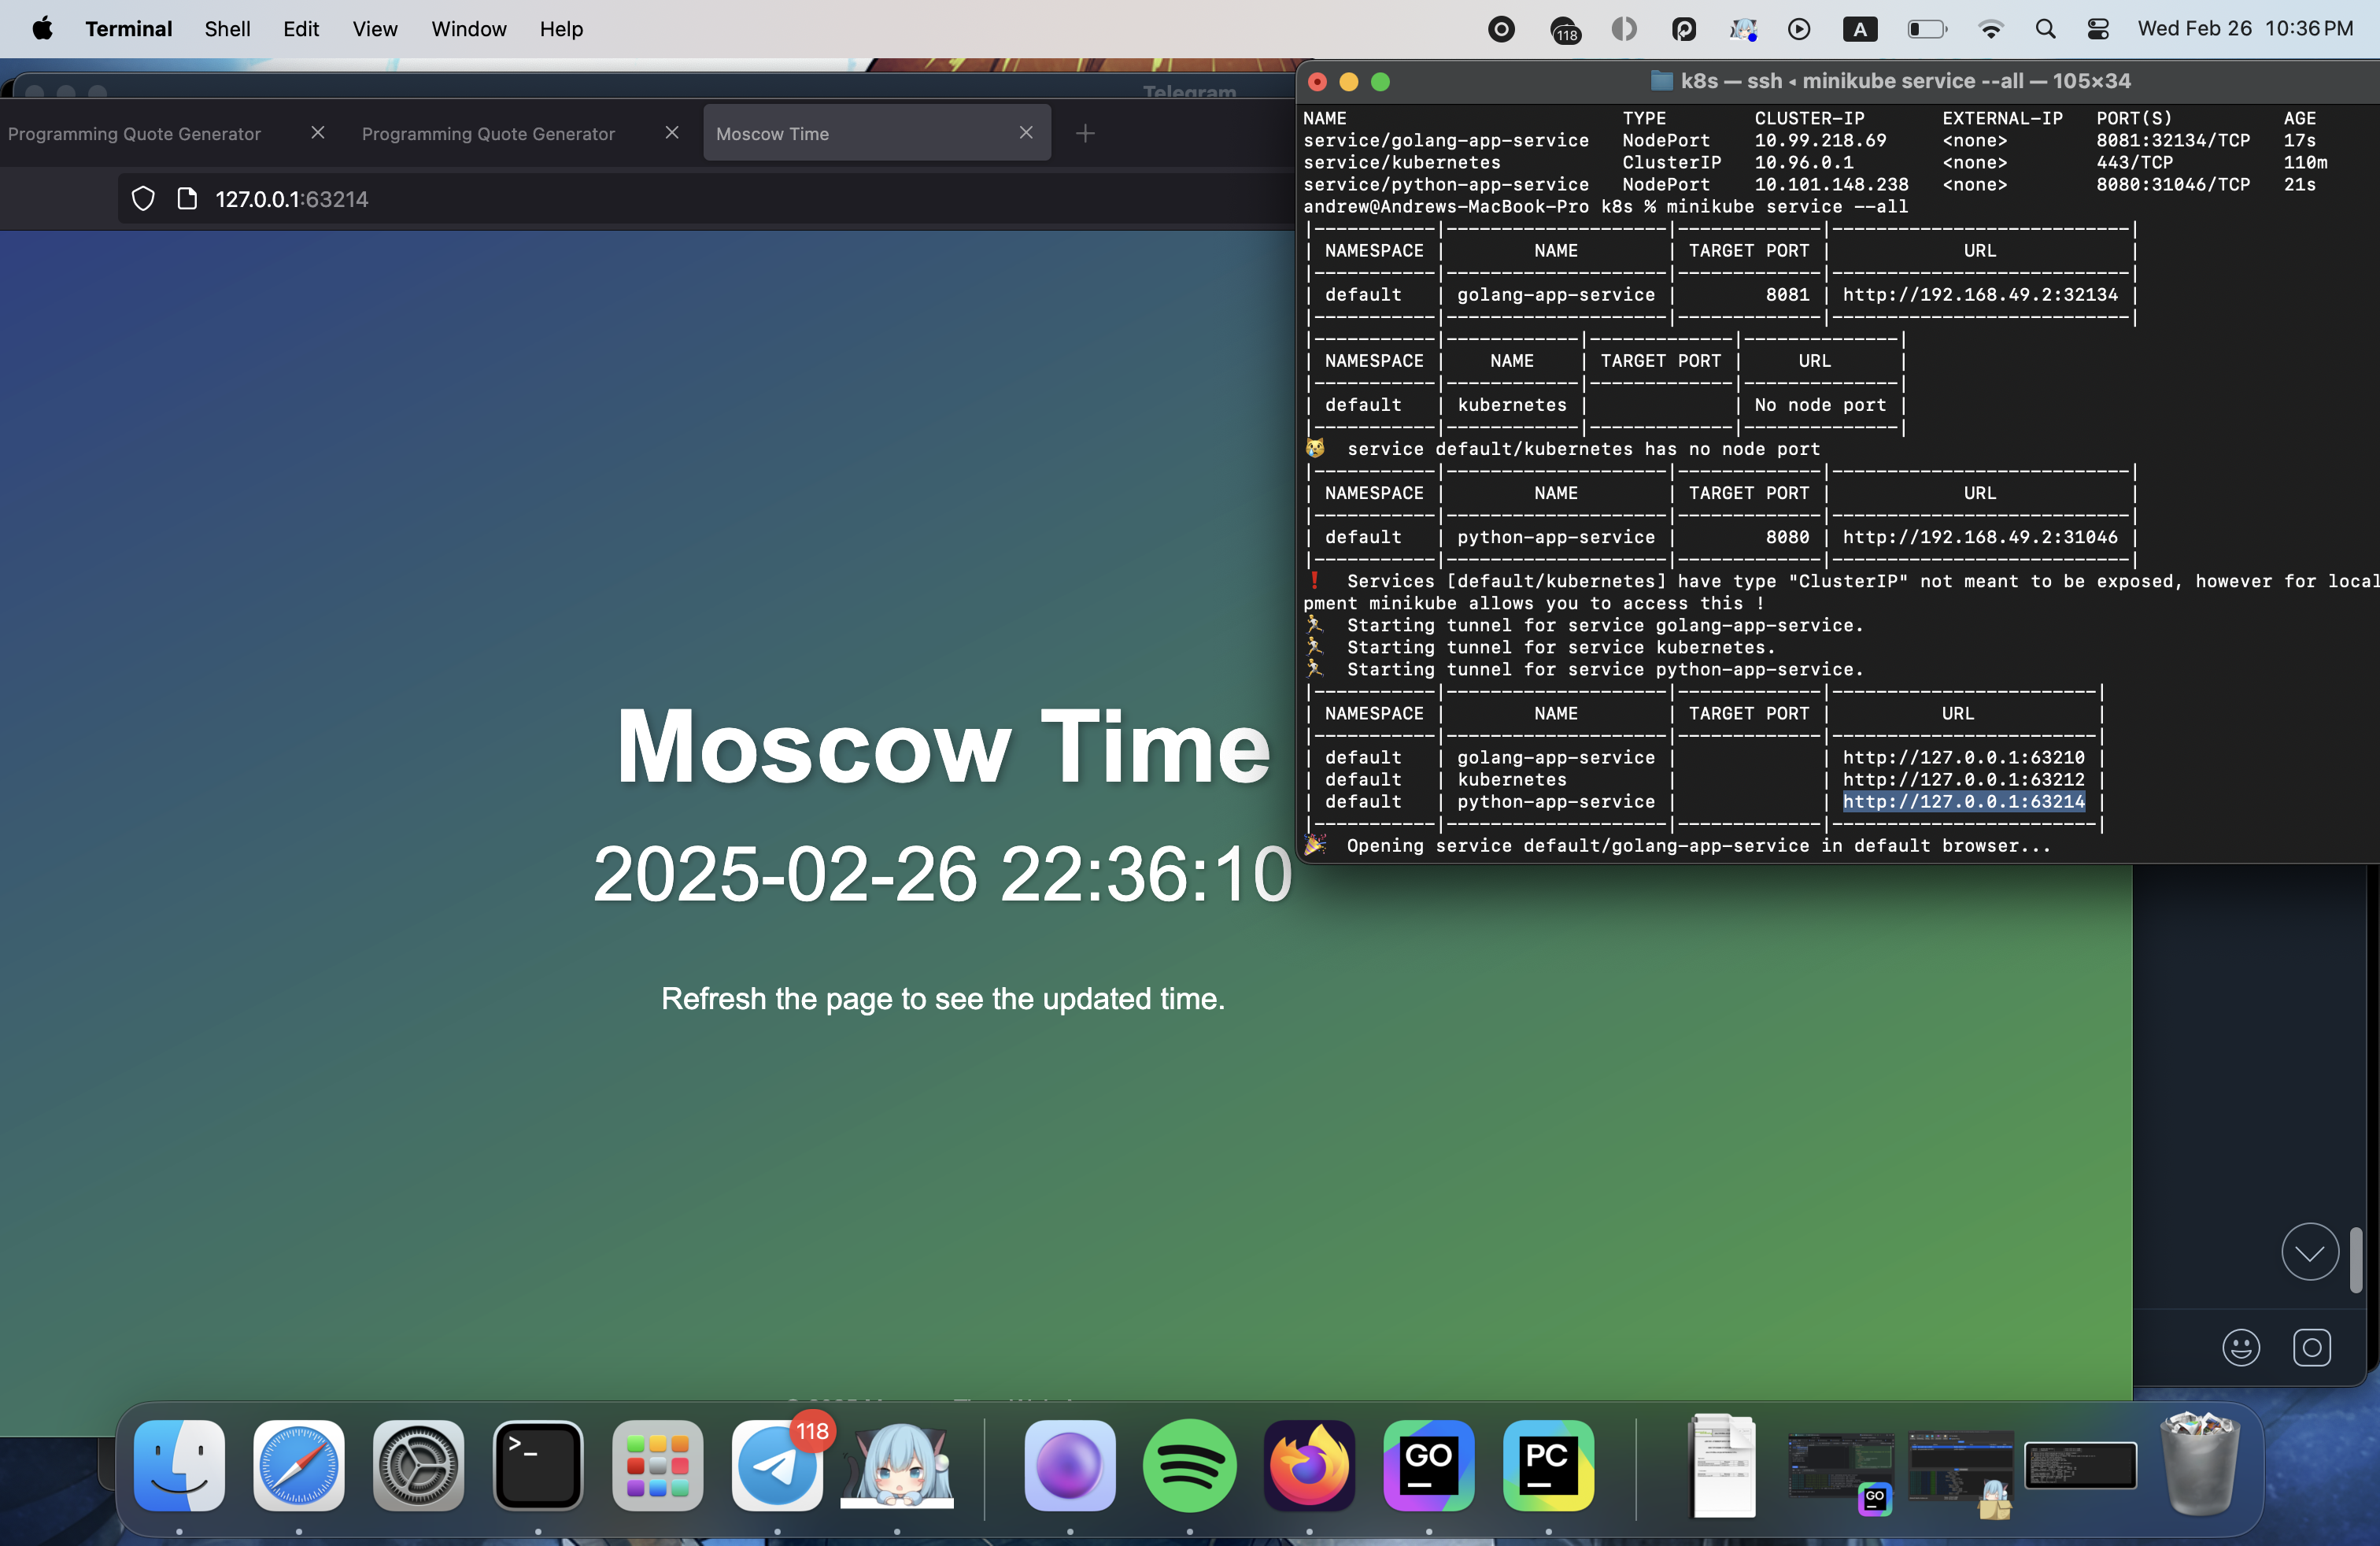 Terminal Shell Edit View Window Help
118 A Wed Feb 26 10:36 PM
Telegram
Programming Quote Generator Programming Quote Generator Moscow Time
127.0.0.1:63214
Moscow Time
2025-02-26 22:36:10
Refresh the page to see the updated time.
k8s — ssh ◂ minikube service --all — 105×34
NAME TYPE CLUSTER-IP EXTERNAL-IP PORT(S) AGE
service/golang-app-service NodePort 10.99.218.69 <none> 8081:32134/TCP 17s
service/kubernetes ClusterIP 10.96.0.1 <none> 443/TCP 110m
service/python-app-service NodePort 10.101.148.238 <none> 8080:31046/TCP 21s
andrew@Andrews-MacBook-Pro k8s % minikube service --all
|-----------|--------------------|-------------|---------------------------|
| NAMESPACE | NAME | TARGET PORT | URL |
|-----------|--------------------|-------------|---------------------------|
| default | golang-app-service | 8081 | http://192.168.49.2:32134 |
|-----------|--------------------|-------------|---------------------------|
|-----------|------------|-------------|--------------|
| NAMESPACE | NAME | TARGET PORT | URL |
|-----------|------------|-------------|--------------|
| default | kubernetes | | No node port |
|-----------|------------|-------------|--------------|
😿 service default/kubernetes has no node port
|-----------|--------------------|-------------|---------------------------|
| NAMESPACE | NAME | TARGET PORT | URL |
|-----------|--------------------|-------------|---------------------------|
| default | python-app-service | 8080 | http://192.168.49.2:31046 |
|-----------|--------------------|-------------|---------------------------|
❗ Services [default/kubernetes] have type "ClusterIP" not meant to be exposed, however for local
pment minikube allows you to access this !
🏃 Starting tunnel for service golang-app-service.
🏃 Starting tunnel for service kubernetes.
🏃 Starting tunnel for service python-app-service.
|-----------|--------------------|-------------|------------------------|
| NAMESPACE | NAME | TARGET PORT | URL |
|-----------|--------------------|-------------|------------------------|
| default | golang-app-service | | http://127.0.0.1:63210 |
| default | kubernetes | | http://127.0.0.1:63212 |
| default | python-app-service | | http://127.0.0.1:63214 |
|-----------|--------------------|-------------|------------------------|
🎉 Opening service default/golang-app-service in default browser...
>_ 118 GO PC GO